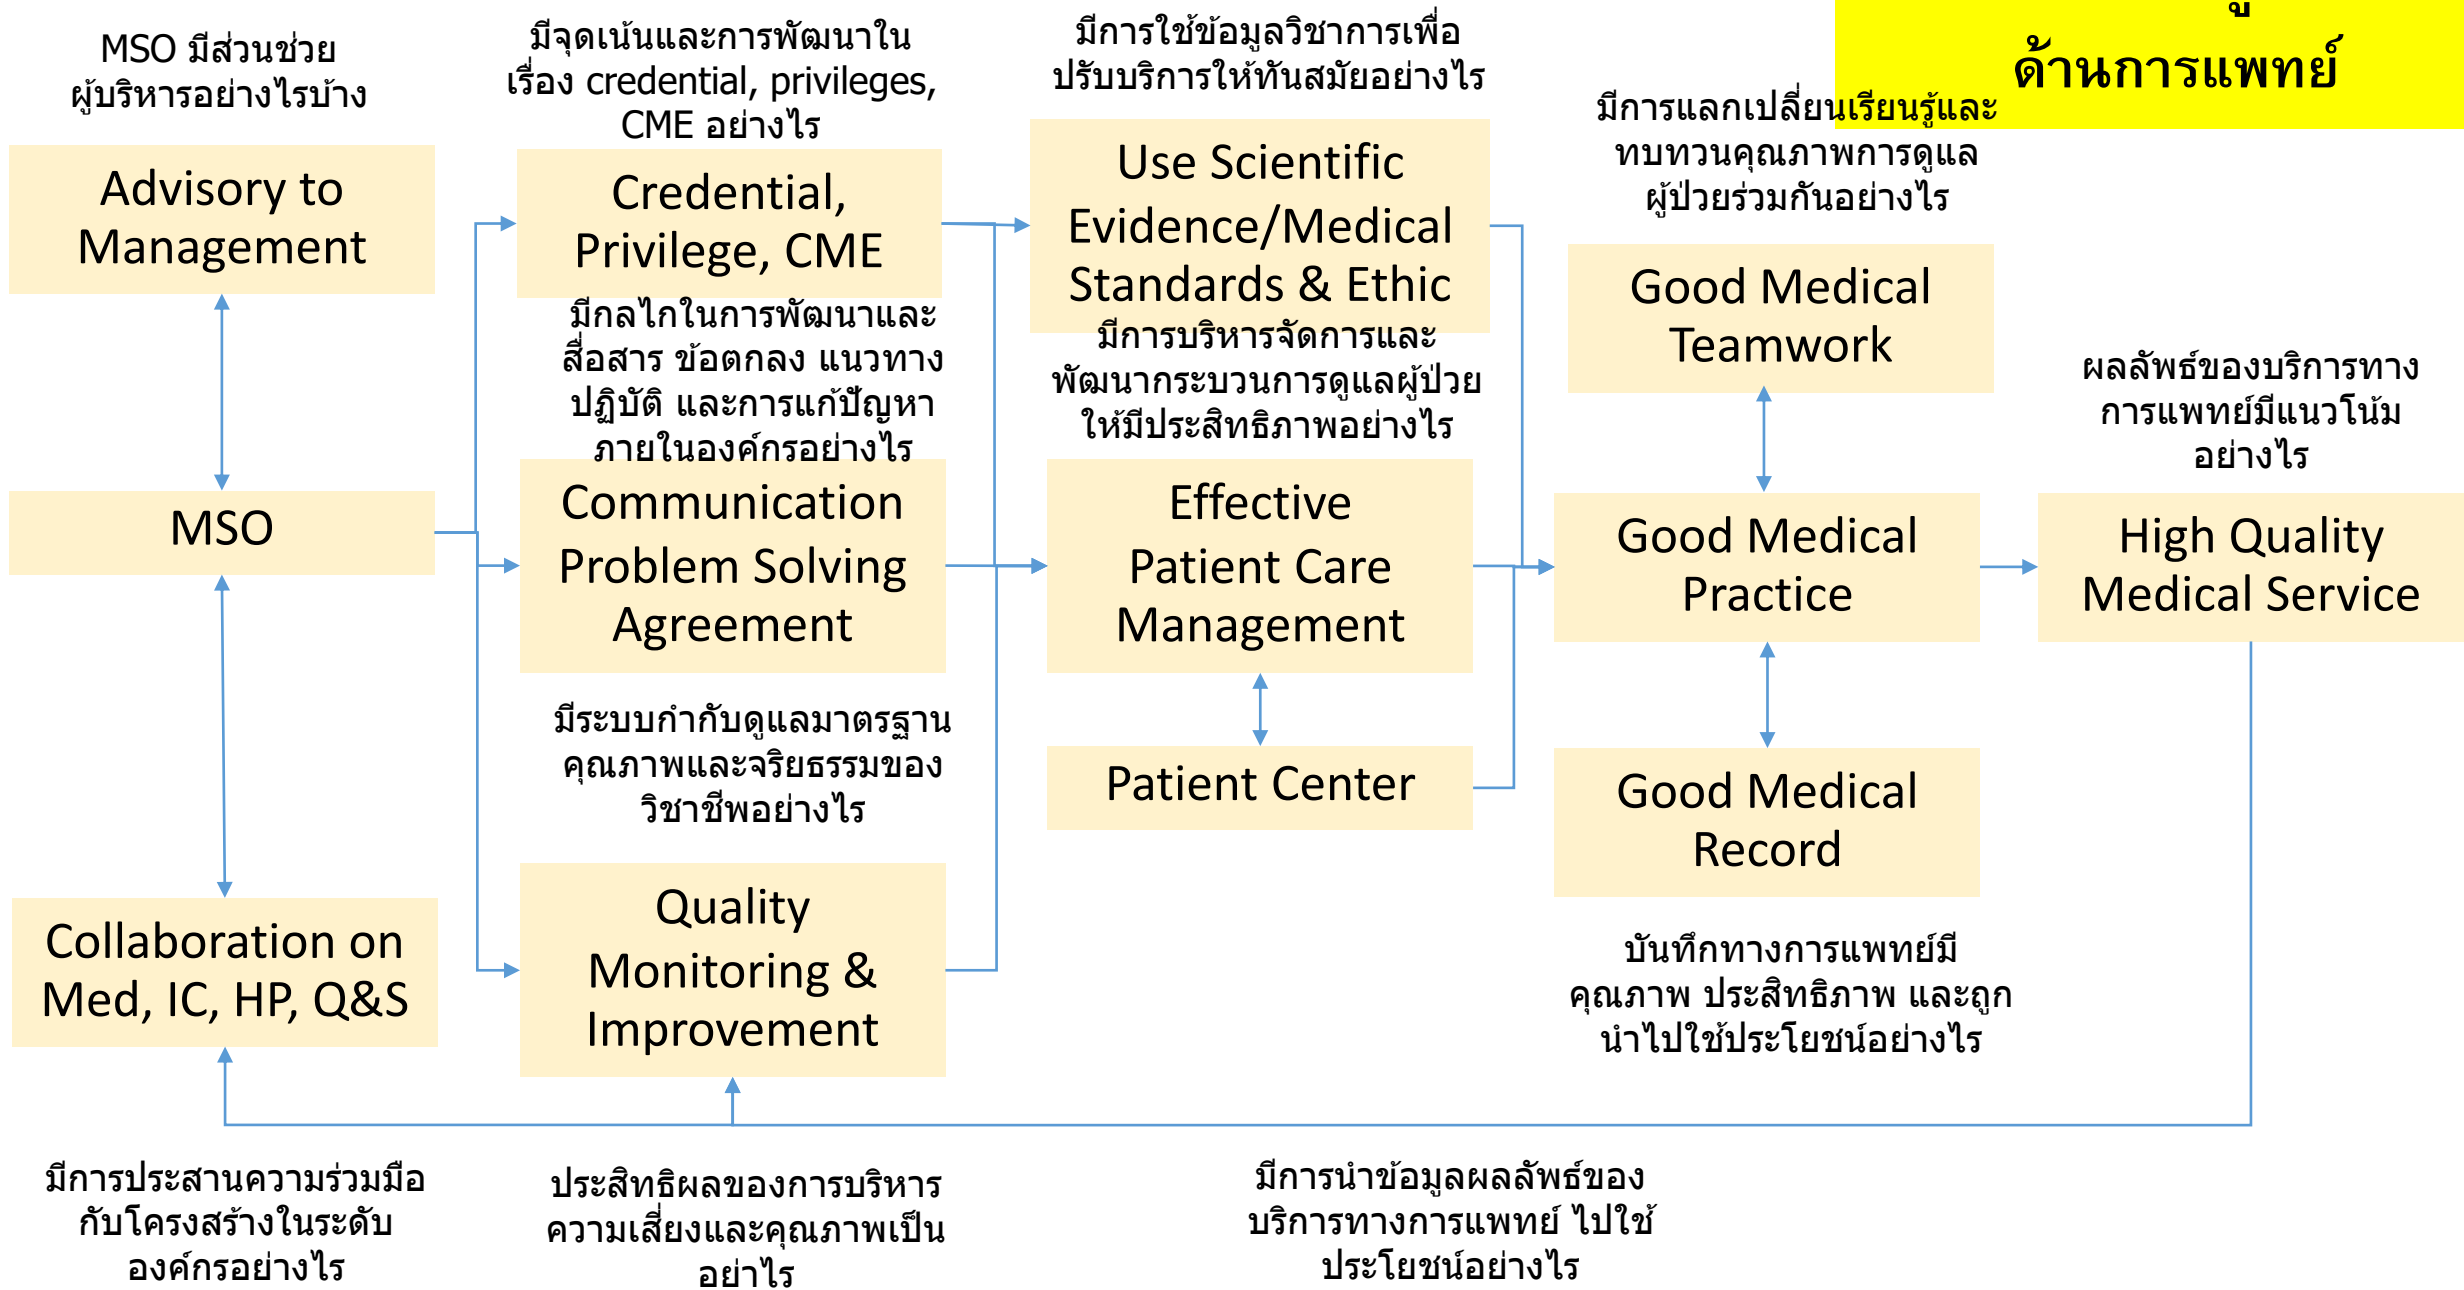 ด้านการแพทย์
MSO มีส่วนช่วย
ผู้บริหารอย่างไรบ้าง
Advisory to
Management
MSO
Collaboration on
Med, IC, HP, Q&S
มีการประสานความร่วมมือ
กับโครงสร้างในระดับ
องค์กรอย่างไร
มีจุดเน้นและการพัฒนาใน
เรื่อง credential, privileges,
CME อย่างไร
Credential,
Privilege, CME
มีกลไกในการพัฒนาและ
สื่อสาร ข้อตกลง แนวทาง
ปฏิบัติ และการแก้ปัญหา
ภายในองค์กรอย่างไร
Communication
Problem Solving
Agreement
มีระบบกำกับดูแลมาตรฐาน
คุณภาพและจริยธรรมของ
วิชาชีพอย่างไร
Quality
Monitoring &
Improvement
ประสิทธิผลของการบริหาร
ความเสี่ยงและคุณภาพเป็น
อย่าไร
มีการใช้ข้อมูลวิชาการเพื่อ
ปรับบริการให้ทันสมัยอย่างไร
Use Scientific
Evidence/Medical
Standards & Ethic
มีการบริหารจัดการและ
พัฒนากระบวนการดูแลผู้ป่วย
ให้มีประสิทธิภาพอย่างไร
Effective
Patient Care
Management
Patient Center
มีการแลกเปลี่ยนเรียนรู้และ
ทบทวนคุณภาพการดูแล
ผู้ป่วยร่วมกันอย่างไร
Good Medical
Teamwork
Good Medical
Practice
Good Medical
Record
บันทึกทางการแพทย์มี
คุณภาพ ประสิทธิภาพ และถูก
นำไปใช้ประโยชน์อย่างไร
ผลลัพธ์ของบริการทาง
การแพทย์มีแนวโน้ม
อย่างไร
High Quality
Medical Service
มีการนำข้อมูลผลลัพธ์ของ
บริการทางการแพทย์ ไปใช้
ประโยชน์อย่างไร